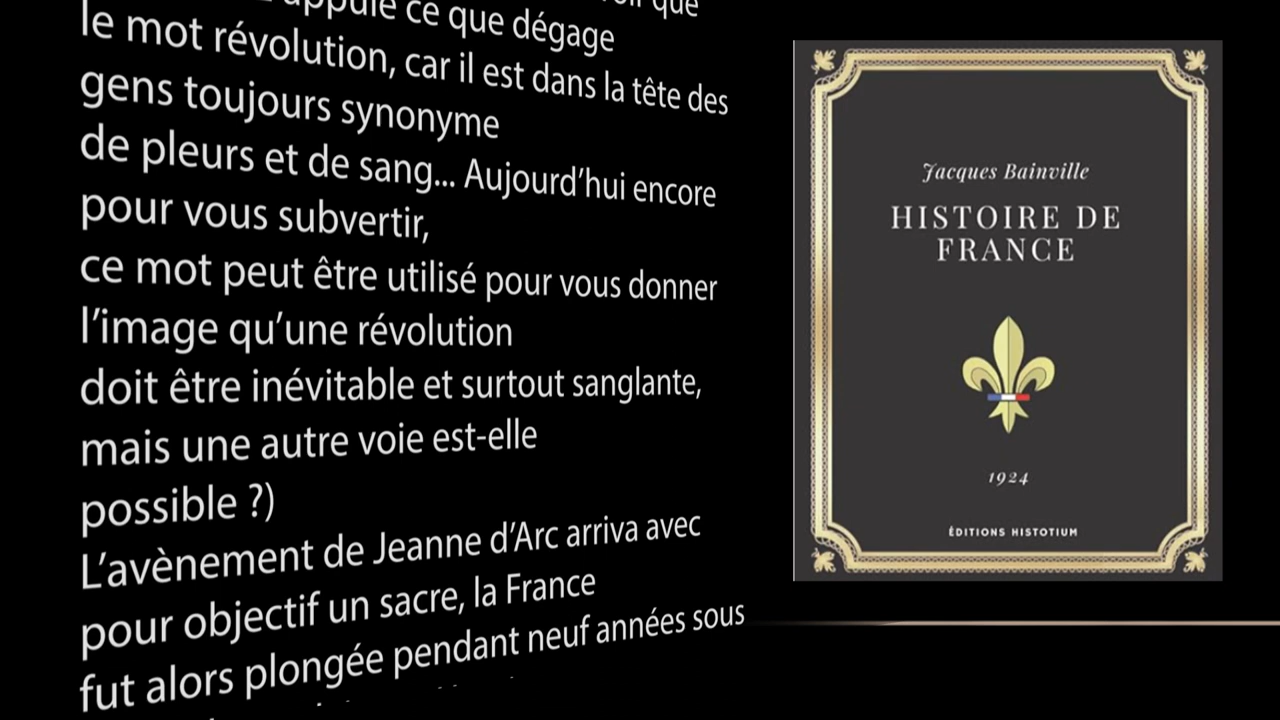 appuie ce que dégage
le mot révolution, car il est dans la tête des
gens toujours synonyme
de pleurs et de sang... Aujourd’hui encore
pour vous subvertir,
ce mot peut être utilisé pour vous donner
l’image qu’une révolution
doit être inévitable et surtout sanglante,
mais une autre voie est-elle
possible ?)
L’avènement de Jeanne d’Arc arriva avec
pour objectif un sacre, la France
fut alors plongée pendant neuf années sous
Jacques Bainville
HISTOIRE DE
FRANCE
1924
ÉDITIONS HISTOTIUM